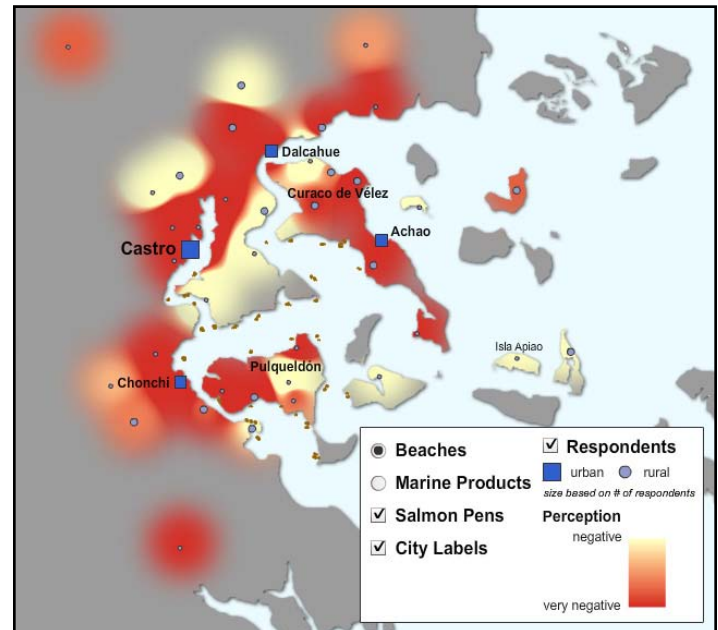 Dalcahue
Curaco de Vélez
Achao
Castro
Isla Apiao
Pulqueldón
Chonchi
Beaches
Marine Products
Salmon Pens
City Labels
Respondents
urban rural
size based on # of respondents
Perception
negative
very negative